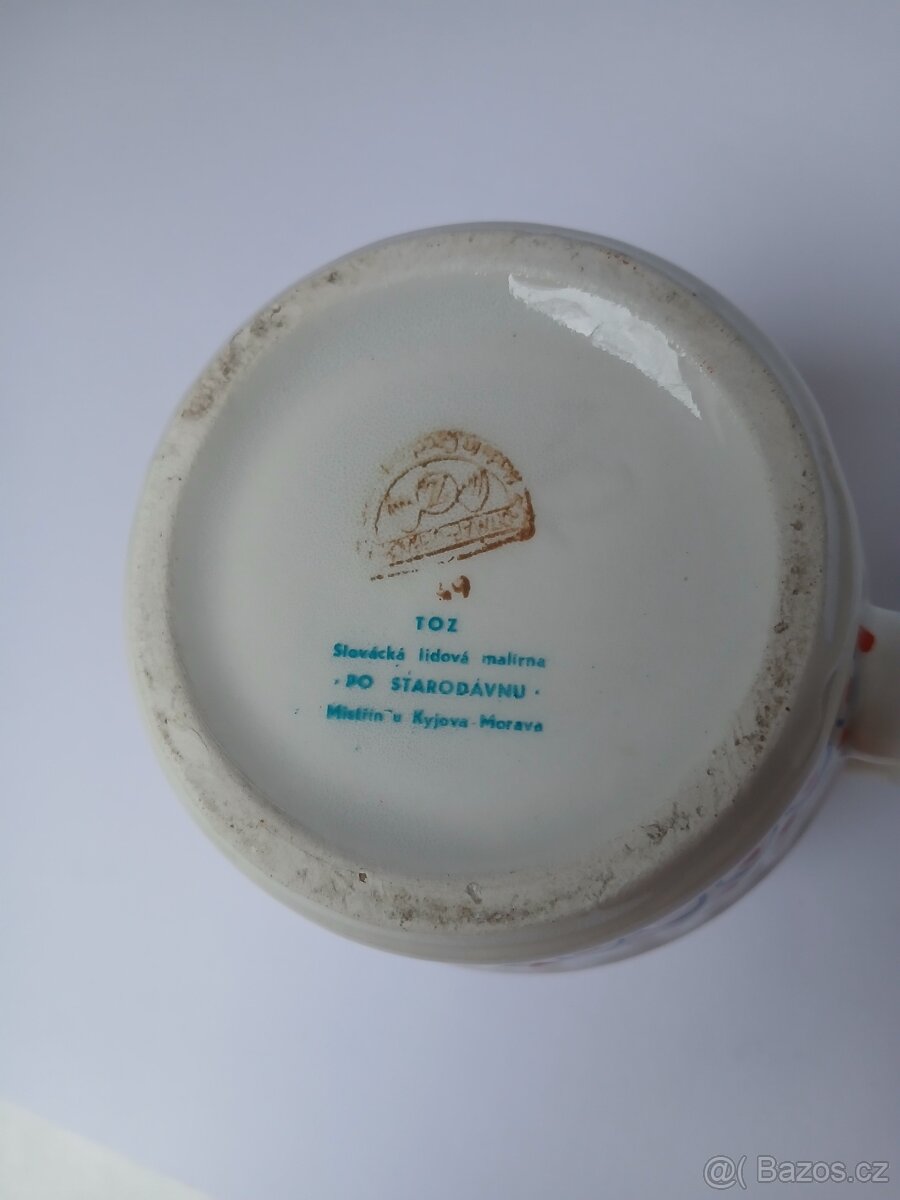 TOZ
Slovácká lidová malírna
· PO STARODÁVNU ·
Mistřín u Kyjova-Morava
@( Bazos.cz